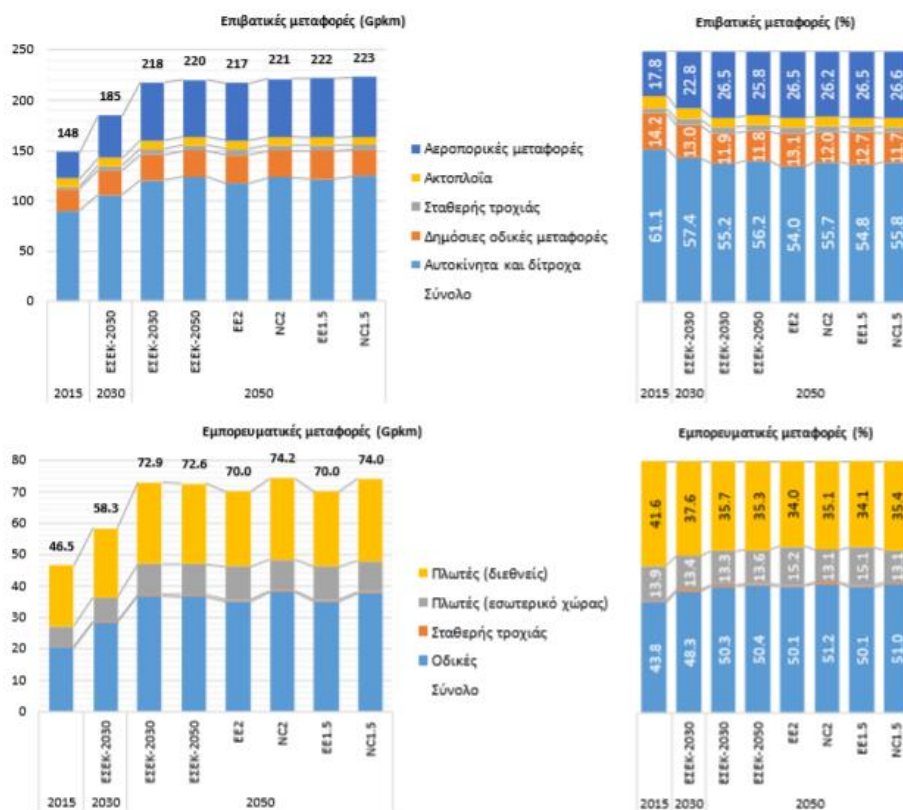 Επιβατικές μεταφορές (Gpkm)
250
200
150
100
50
0
148
185
218
220
217
221
222
223
ΕΣΕΚ-2030
ΕΣΕΚ-2030
ΕΣΕΚ-2050
ΕΕ2
NC2
ΕΕ1.5
NC1.5
2015
2030
2050
Αεροπορικές μεταφορές
Ακτοπλοΐα
Σταθερής τροχιάς
Δημόσιες οδικές μεταφορές
Αυτοκίνητα και δίτροχα
Σύνολο
Επιβατικές μεταφορές (%)
17.8
22.8
26.5
25.8
26.5
26.2
26.5
26.6
14.2
13.0
11.9
11.8
13.1
12.0
12.7
11.7
61.1
57.4
55.2
56.2
54.0
55.7
54.8
55.8
ΕΣΕΚ-2030
ΕΣΕΚ-2030
ΕΣΕΚ-2050
ΕΕ2
NC2
ΕΕ1.5
NC1.5
2015
2030
2050
Εμπορευματικές μεταφορές (Gpkm)
80
70
60
50
40
30
20
10
0
46.5
58.3
72.9
72.6
70.0
74.2
70.0
74.0
ΕΣΕΚ-2030
ΕΣΕΚ-2030
ΕΣΕΚ-2050
ΕΕ2
NC2
ΕΕ1.5
NC1.5
2015
2030
2050
Πλωτές (διεθνείς)
Πλωτές (εσωτερικό χώρας)
Σταθερής τροχιάς
Οδικές
Σύνολο
Εμπορευματικές μεταφορές (%)
41.6
37.6
35.7
35.3
34.0
35.1
34.1
35.4
13.9
13.4
13.3
13.6
15.2
13.1
15.1
13.1
43.8
48.3
50.3
50.4
50.1
51.2
50.1
51.0
ΕΣΕΚ-2030
ΕΣΕΚ-2030
ΕΣΕΚ-2050
ΕΕ2
NC2
ΕΕ1.5
NC1.5
2015
2030
2050